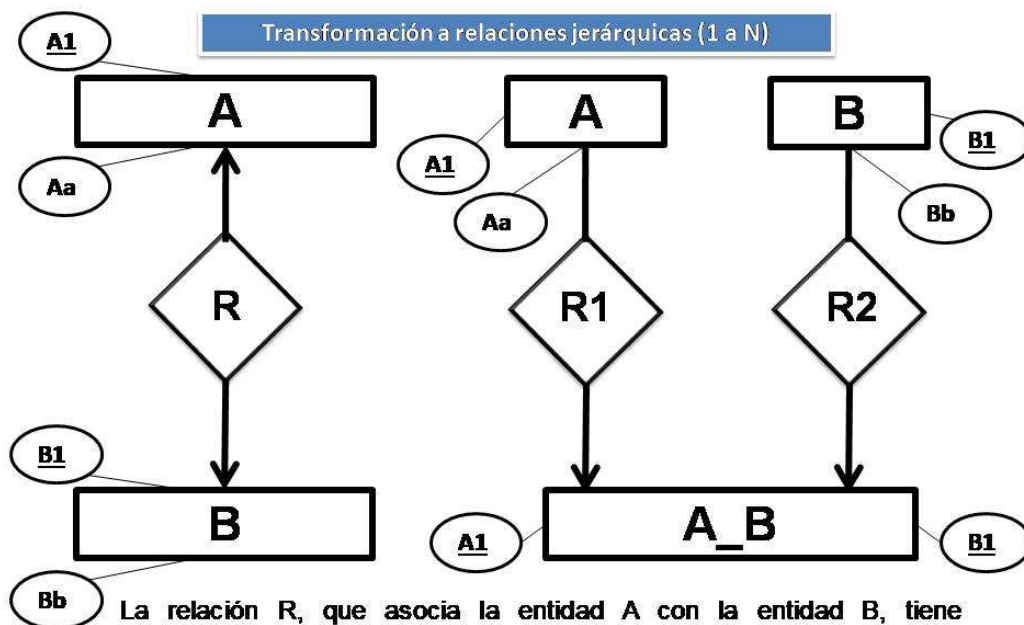 Transformación a relaciones jerárquicas (1 a N)
A1
A
Aa
R
B1
B
Bb
A
A1
Aa
R1
B
B1
Bb
R2
A_B
A1
B1
La relación R, que asocia la entidad A con la entidad B, tiene